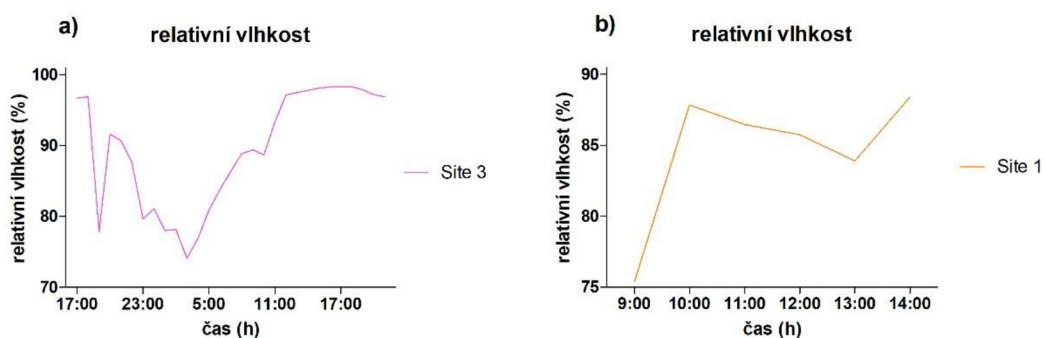 a)
relativní vlhkost
relativní vlhkost (%)
100
90
80
70
17:00 23:00 5:00 11:00 17:00
čas (h)
Site 3
b)
relativní vlhkost
relativní vlhkost (%)
90
85
80
75
9:00 10:00 11:00 12:00 13:00 14:00
čas (h)
Site 1